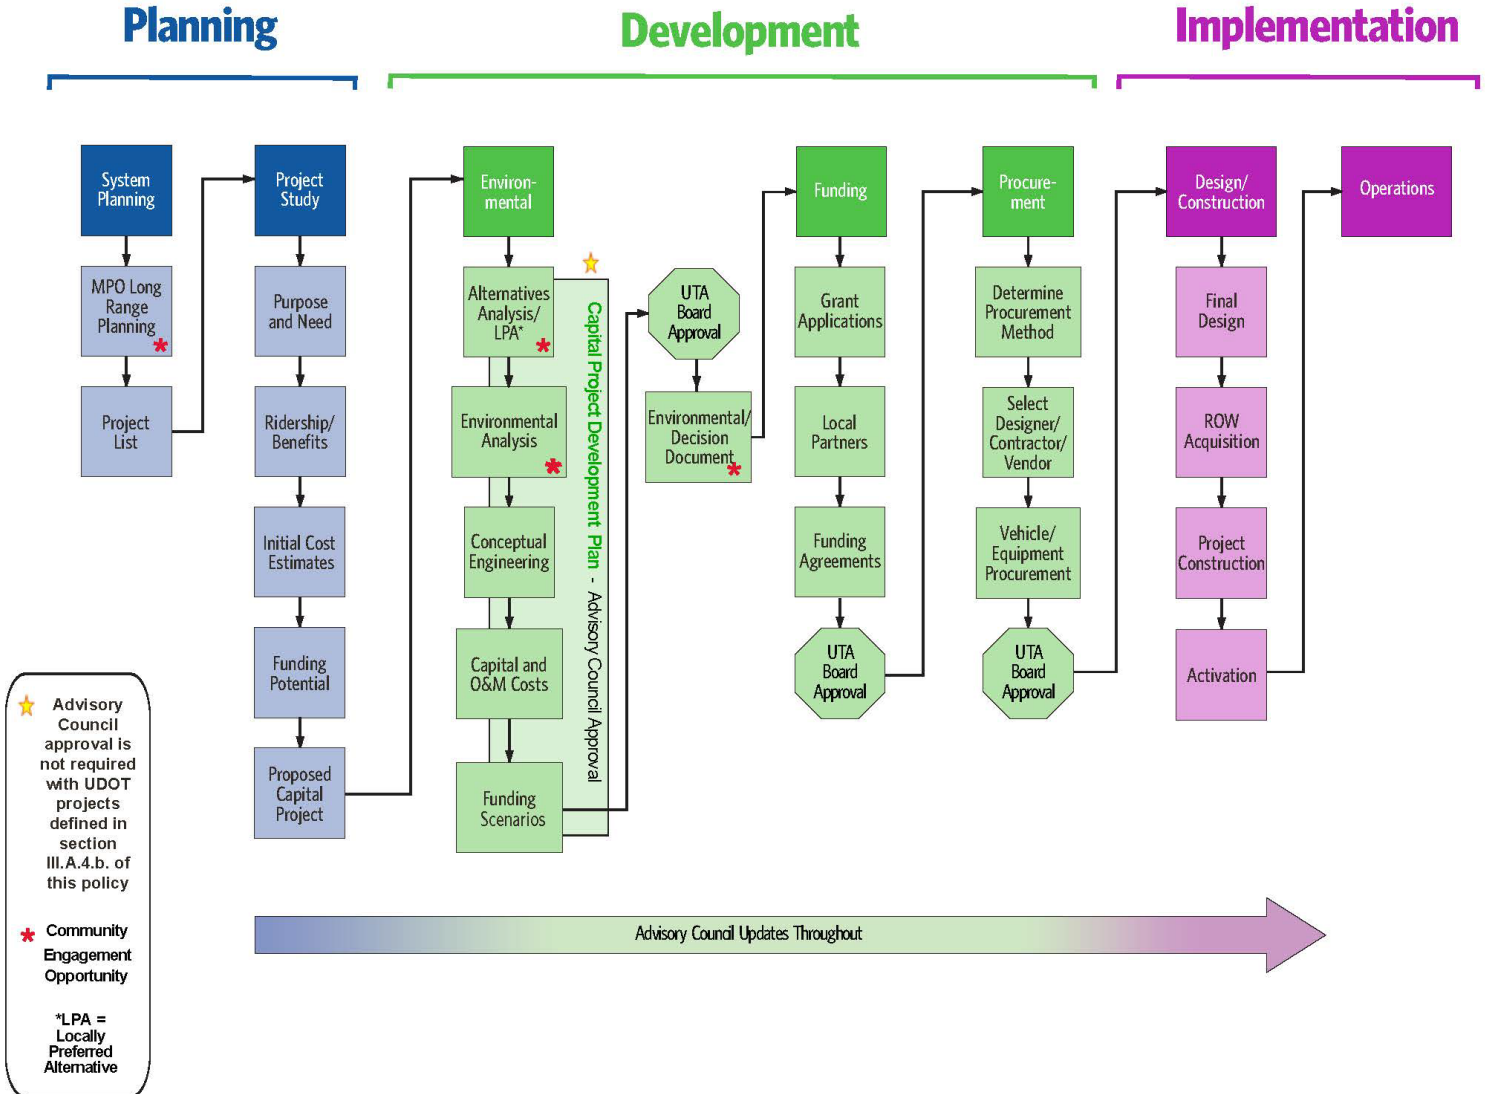 Planning
Development
Implementation
System
Planning
MPO Long
Range
Planning
*
Project
List
Project
Study
Purpose
and Need
Ridership/
Benefits
Initial Cost
Estimates
Funding
Potential
Proposed
Capital
Project
Environ-
mental
Alternatives
Analysis/
LPA*
*
Environmental
Analysis
*
Conceptual
Engineering
Capital and
O&M Costs
Funding
Scenarios
Capital Project Development Plan - Advisory Council Approval
UTA
Board
Approval
Environmental/
Decision
Document
*
Funding
Grant
Applications
Local
Partners
Funding
Agreements
UTA
Board
Approval
Procure-
ment
Determine
Procurement
Method
Select
Designer/
Contractor/
Vendor
Vehicle/
Equipment
Procurement
UTA
Board
Approval
Design/
Construction
Final
Design
ROW
Acquisition
Project
Construction
Activation
Operations
Advisory
Council
approval is
not required
with UDOT
projects
defined in
section
III.A.4.b. of
this policy
* Community
Engagement
Opportunity
*LPA =
Locally
Preferred
Alternative
Advisory Council Updates Throughout